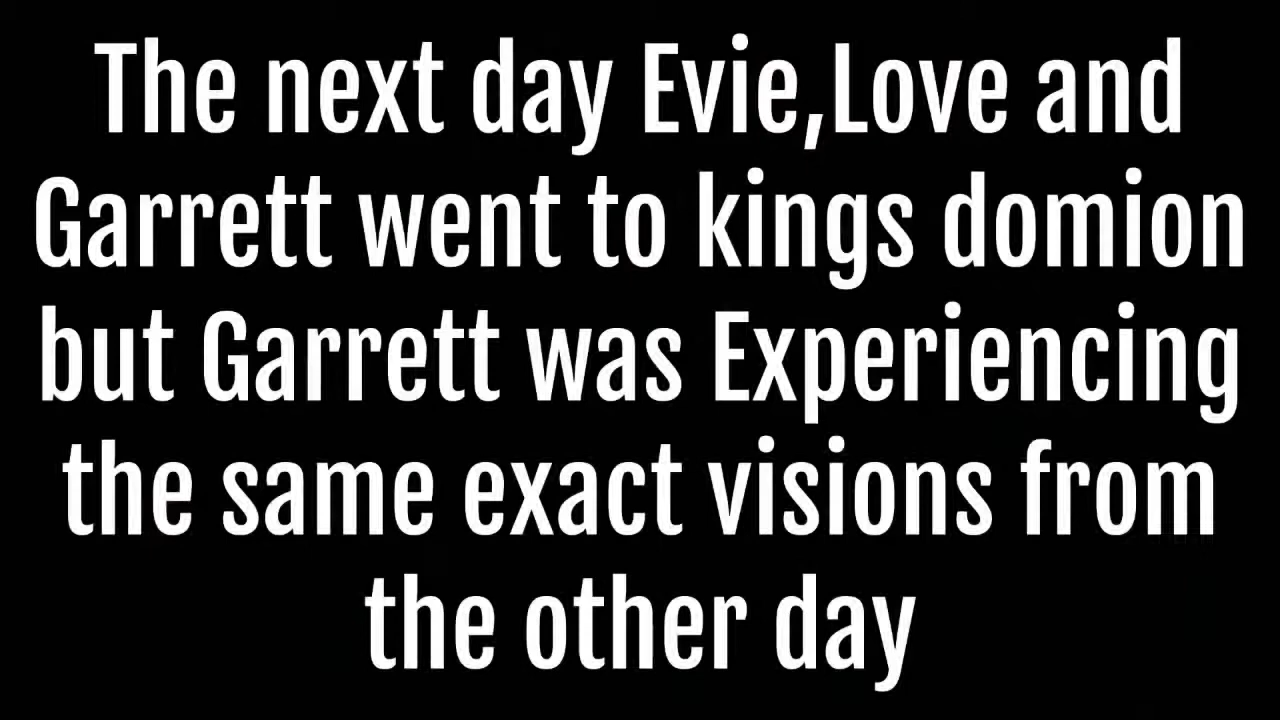 The next day Evie,Love and
Garrett went to kings domion
but Garrett was Experiencing
the same exact visions from
the other day